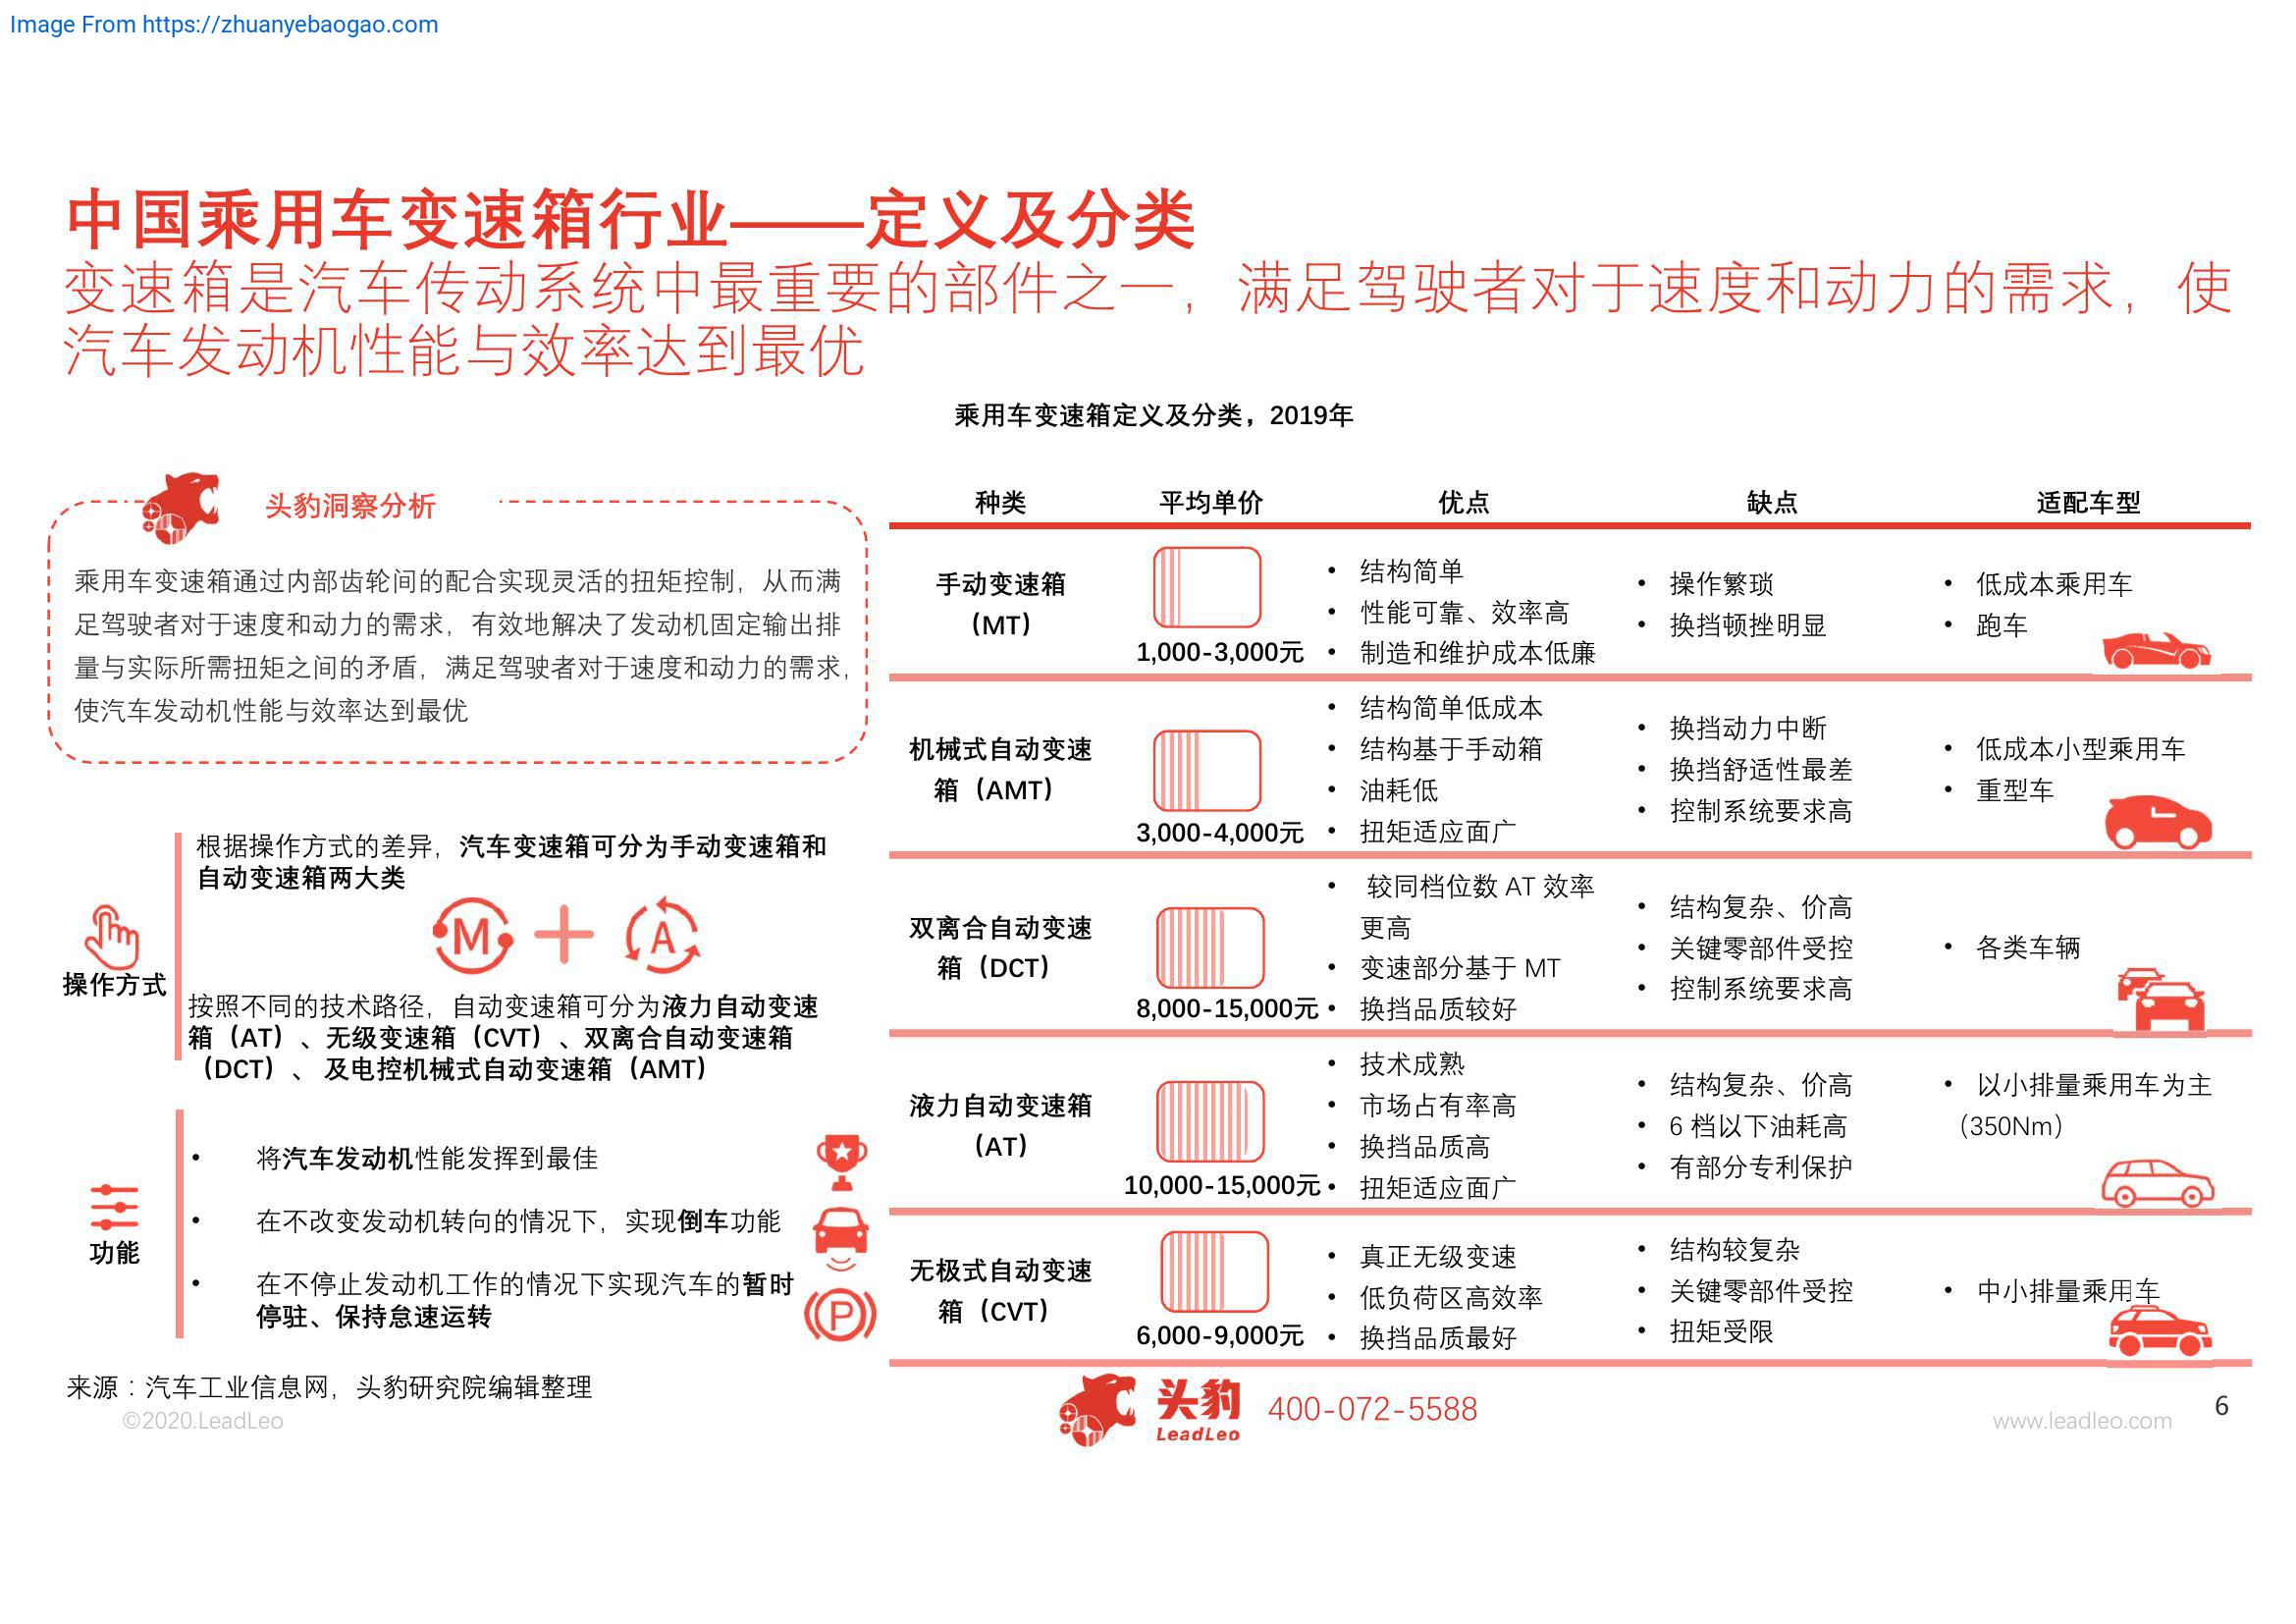 Image From https://zhuanyebaogao.com
中国乘用车变速箱行业——定义及分类
变速箱是汽车传动系统中最重要的部件之一，满足驾驶者对于速度和动力的需求，使
汽车发动机性能与效率达到最优
乘用车变速箱定义及分类，2019年
头豹洞察分析
乘用车变速箱通过内部齿轮间的配合实现灵活的扭矩控制，从而满
足驾驶者对于速度和动力的需求，有效地解决了发动机固定输出排
量与实际所需扭矩之间的矛盾，满足驾驶者对于速度和动力的需求，
使汽车发动机性能与效率达到最优
操作方式
根据操作方式的差异，汽车变速箱可分为手动变速箱和
自动变速箱两大类
M
A
按照不同的技术路径，自动变速箱可分为液力自动变速
箱（AT）、无级变速箱（CVT）、双离合自动变速箱
（DCT）、 及电控机械式自动变速箱（AMT）
功能
• 将汽车发动机性能发挥到最佳
• 在不改变发动机转向的情况下，实现倒车功能
• 在不停止发动机工作的情况下实现汽车的暂时
停驻、保持怠速运转
P
种类 平均单价 优点 缺点 适配车型
手动变速箱
（MT）
1,000-3,000元
• 结构简单
• 性能可靠、效率高
• 制造和维护成本低廉
• 操作繁琐
• 换挡顿挫明显
• 低成本乘用车
• 跑车
机械式自动变速
箱（AMT）
3,000-4,000元
• 结构简单低成本
• 结构基于手动箱
• 油耗低
• 扭矩适应面广
• 换挡动力中断
• 换挡舒适性最差
• 控制系统要求高
• 低成本小型乘用车
• 重型车
双离合自动变速
箱（DCT）
8,000-15,000元
• 较同档位数 AT 效率
更高
• 变速部分基于 MT
• 换挡品质较好
• 结构复杂、价高
• 关键零部件受控
• 控制系统要求高
• 各类车辆
液力自动变速箱
（AT）
10,000-15,000元
• 技术成熟
• 市场占有率高
• 换挡品质高
• 扭矩适应面广
• 结构复杂、价高
• 6 档以下油耗高
• 有部分专利保护
• 以小排量乘用车为主
（350Nm）
无极式自动变速
箱（CVT）
6,000-9,000元
• 真正无级变速
• 低负荷区高效率
• 换挡品质最好
• 结构较复杂
• 关键零部件受控
• 扭矩受限
• 中小排量乘用车
来源：汽车工业信息网，头豹研究院编辑整理
©2020.LeadLeo
头豹
LeadLeo
400-072-5588
www.leadleo.com
6